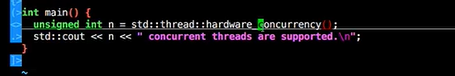 int main() {
unsigned int n = std::thread::hardware_concurrency();
std::cout << n << " concurrent threads are supported.\n";
}
~